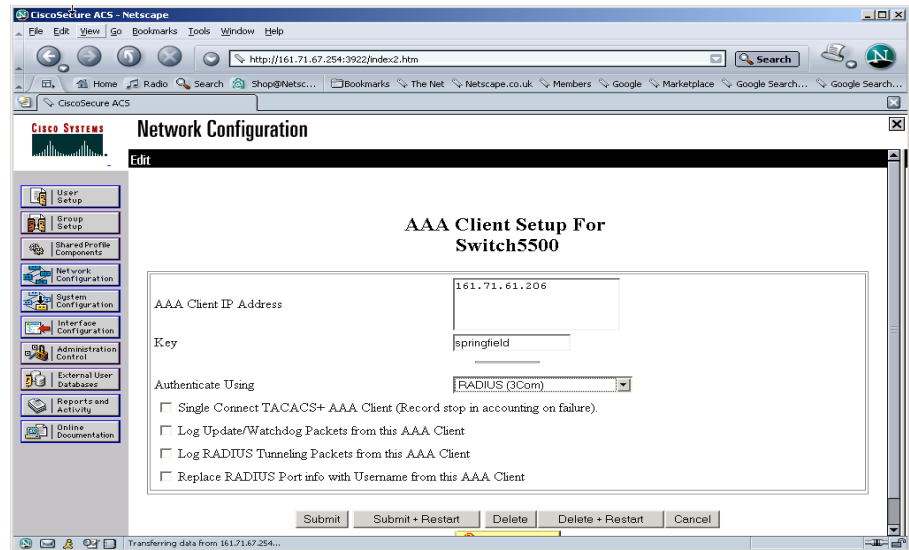 CiscoSecure ACS - Netscape
File Edit View Go Bookmarks Tools Window Help
http://161.71.67.254:3922/index2.htm
Search
N
Home Radio Search Shop@Netsc... Bookmarks The Net Netscape.co.uk Members Google Marketplace Google Search... Google Search...
CiscoSecure ACS
CISCO SYSTEMS
Network Configuration
Edit
User Setup
Group Setup
Shared Profile Components
Network Configuration
System Configuration
Interface Configuration
Administration Control
External User Databases
Reports and Activity
Online Documentation
AAA Client Setup For
Switch5500
AAA Client IP Address
161.71.61.206
Key
springfield
Authenticate Using
RADIUS (3Com)
Single Connect TACACS+ AAA Client (Record stop in accounting on failure).
Log Update/Watchdog Packets from this AAA Client
Log RADIUS Tunneling Packets from this AAA Client
Replace RADIUS Port info with Username from this AAA Client
Submit Submit + Restart Delete Delete + Restart Cancel
Transferring data from 161.71.67.254...